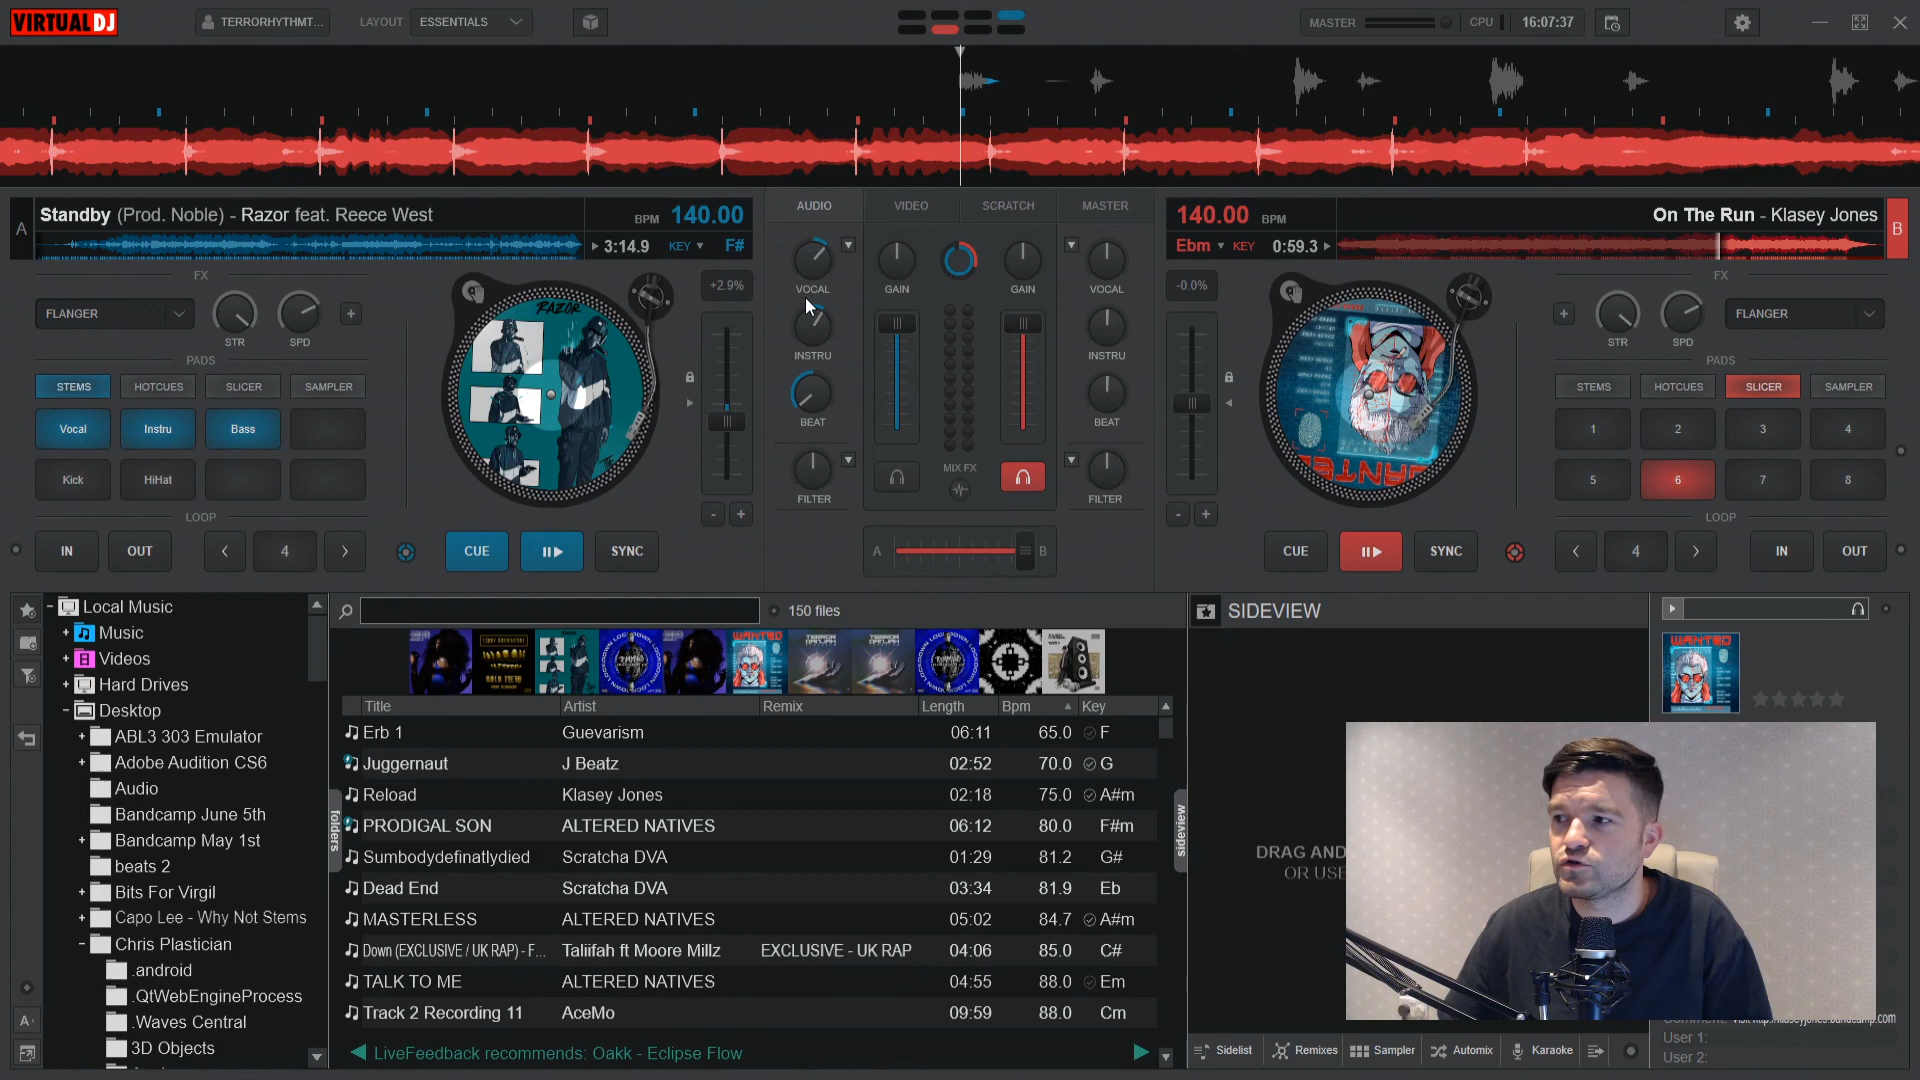 VIRTUAL DJ
TERRORHYTHMT...
LAYOUT
ESSENTIALS
MASTER
CPU
16:07:37
A
Standby (Prod. Noble) - Razor feat. Reece West
BPM 140.00
3:14.9 KEY F#
AUDIO
VIDEO
SCRATCH
MASTER
140.00 BPM
On The Run - Klasey Jones
Ebm KEY 0:59.3
B
FX
FLANGER
STR
SPD
PADS
STEMS
HOTCUES
SLICER
SAMPLER
Vocal
Instru
Bass
Kick
HiHat
LOOP
IN
OUT
4
CUE
SYNC
RAZOR
+2.9%
VOCAL
INSTRU
BEAT
FILTER
GAIN
GAIN
MIX FX
A
B
VOCAL
INSTRU
BEAT
FILTER
-0.0%
WANTED
FX
STR
SPD
FLANGER
PADS
STEMS
HOTCUES
SLICER
SAMPLER
1
2
3
4
5
6
7
8
LOOP
CUE
SYNC
4
IN
OUT
Local Music
Music
Videos
Hard Drives
Desktop
ABL3 303 Emulator
Adobe Audition CS6
Audio
Bandcamp June 5th
Bandcamp May 1st
beats 2
Bits For Virgil
Capo Lee - Why Not Stems
Chris Plastician
.android
.QtWebEngineProcess
.Waves Central
3D Objects
folders
150 files
Title Artist Remix Length Bpm Key
Erb 1 Guevarism 06:11 65.0 F
Juggernaut J Beatz 02:52 70.0 G
Reload Klasey Jones 02:18 75.0 A#m
PRODIGAL SON ALTERED NATIVES 06:12 80.0 F#m
Sumbodydefinatlydied Scratcha DVA 01:29 81.2 G#
Dead End Scratcha DVA 03:34 81.9 Eb
MASTERLESS ALTERED NATIVES 05:02 84.7 A#m
Down (EXCLUSIVE / UK RAP) - F... Taliifah ft Moore Millz EXCLUSIVE - UK RAP 04:06 85.0 C#
TALK TO ME ALTERED NATIVES 04:55 88.0 Em
Track 2 Recording 11 AceMo 09:59 88.0 Cm
LiveFeedback recommends: Oakk - Eclipse Flow
sideview
SIDEVIEW
DRAG AND
OR USE
WANTED
User 1:
User 2:
Sidelist
Remixes
Sampler
Automix
Karaoke